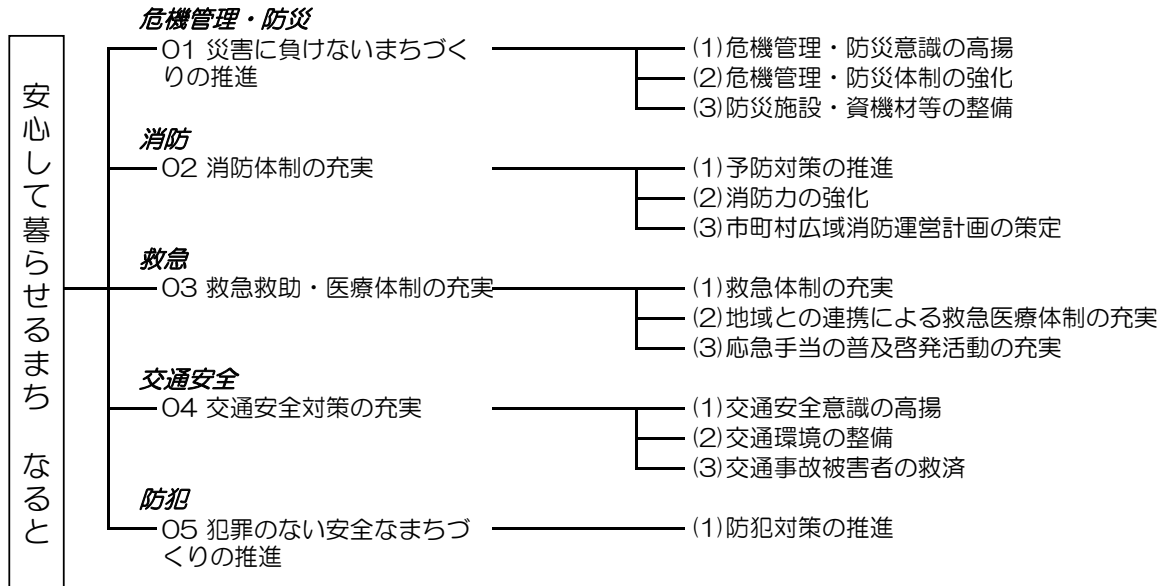 安心して暮らせるまち　なると
危機管理・防災
01 災害に負けないまちづく
りの推進
(1)危機管理・防災意識の高揚
(2)危機管理・防災体制の強化
(3)防災施設・資機材等の整備
消防
02 消防体制の充実
(1)予防対策の推進
(2)消防力の強化
(3)市町村広域消防運営計画の策定
救急
03 救急救助・医療体制の充実
(1)救急体制の充実
(2)地域との連携による救急医療体制の充実
(3)応急手当の普及啓発活動の充実
交通安全
04 交通安全対策の充実
(1)交通安全意識の高揚
(2)交通環境の整備
(3)交通事故被害者の救済
防犯
05 犯罪のない安全なまちづ
くりの推進
(1)防犯対策の推進